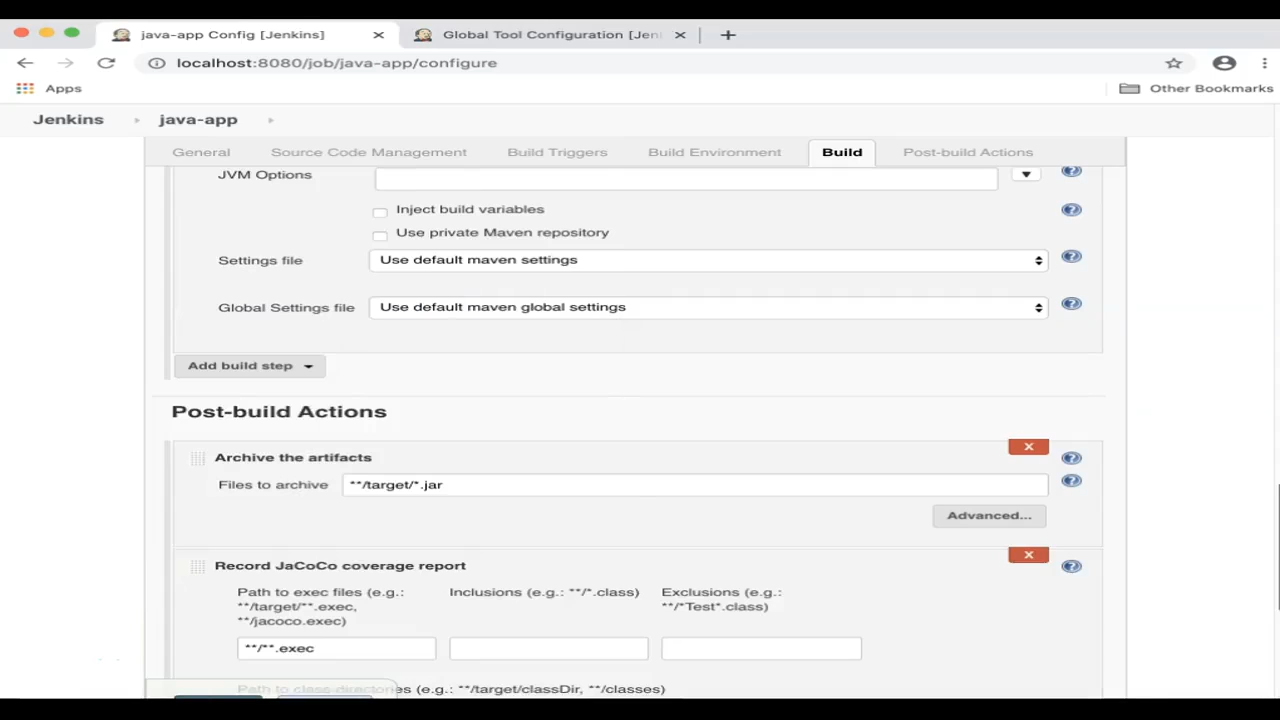 java-app Config [Jenkins]
Global Tool Configuration [Jen
localhost:8080/job/java-app/configure
Apps
Other Bookmarks
Jenkins
java-app
General
Source Code Management
Build Triggers
Build Environment
Build
Post-build Actions
JVM Options
Inject build variables
Use private Maven repository
Settings file
Use default maven settings
Global Settings file
Use default maven global settings
Add build step
Post-build Actions
X
Archive the artifacts
Files to archive
**/target/*.jar
Advanced...
X
Record JaCoCo coverage report
Path to exec files (e.g.:
**/target/**.exec,
**/jacoco.exec)
Inclusions (e.g.: **/*.class)
Exclusions (e.g.:
**/*Test*.class)
**/**.exec
Path to class directories (e.g.: **/target/classDir, **/classes)